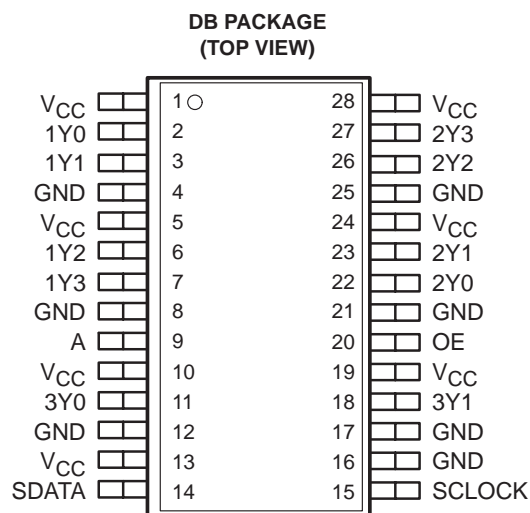 DB PACKAGE
(TOP VIEW)
VCC 1 28 VCC
1Y0 2 27 2Y3
1Y1 3 26 2Y2
GND 4 25 GND
VCC 5 24 VCC
1Y2 6 23 2Y1
1Y3 7 22 2Y0
GND 8 21 GND
A 9 20 OE
VCC 10 19 VCC
3Y0 11 18 3Y1
GND 12 17 GND
VCC 13 16 GND
SDATA 14 15 SCLOCK